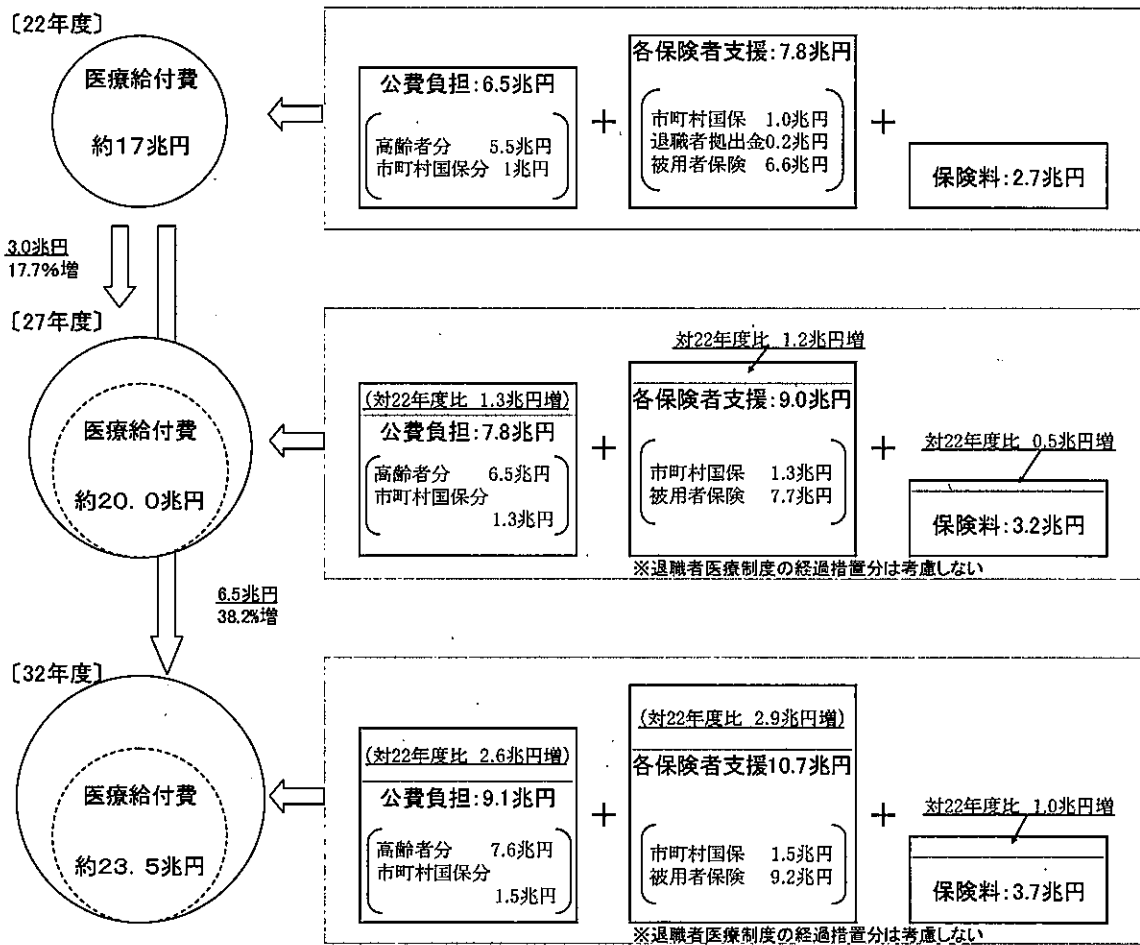 〔22年度〕
医療給付費
約17兆円
公費負担:6.5兆円
高齢者分 5.5兆円
市町村国保分 1兆円
+
各保険者支援:7.8兆円
市町村国保 1.0兆円
退職者拠出金0.2兆円
被用者保険 6.6兆円
+
保険料:2.7兆円
3.0兆円
17.7%増
〔27年度〕
医療給付費
約20.0兆円
(対22年度比 1.3兆円増)
公費負担:7.8兆円
高齢者分 6.5兆円
市町村国保分
1.3兆円
+
対22年度比 1.2兆円増
各保険者支援:9.0兆円
市町村国保 1.3兆円
被用者保険 7.7兆円
+
対22年度比 0.5兆円増
保険料:3.2兆円
※退職者医療制度の経過措置分は考慮しない
6.5兆円
38.2%増
〔32年度〕
医療給付費
約23.5兆円
(対22年度比 2.6兆円増)
公費負担:9.1兆円
高齢者分 7.6兆円
市町村国保分
1.5兆円
+
(対22年度比 2.9兆円増)
各保険者支援10.7兆円
市町村国保 1.5兆円
被用者保険 9.2兆円
+
対22年度比 1.0兆円増
保険料:3.7兆円
※退職者医療制度の経過措置分は考慮しない